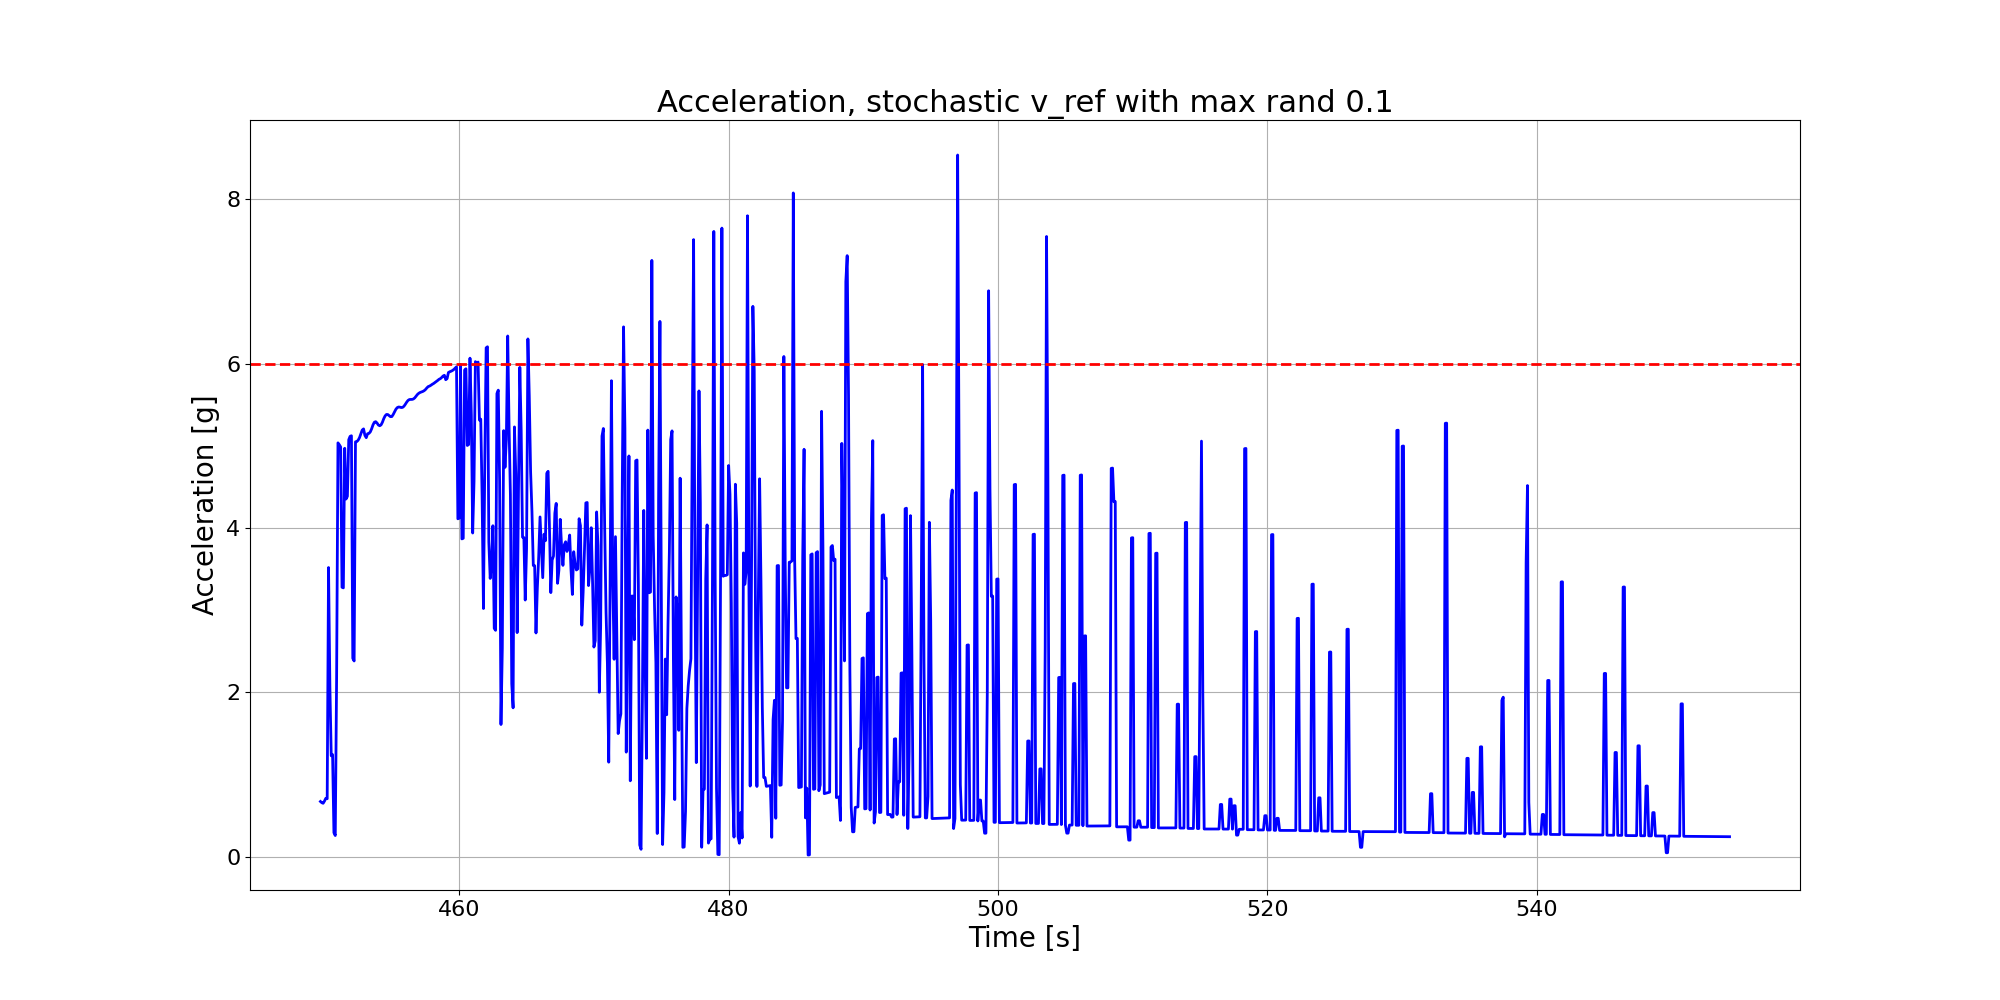 Acceleration, stochastic v_ref with max rand 0.1
Acceleration [g]
8
6
4
2
0
460 480 500 520 540
Time [s]